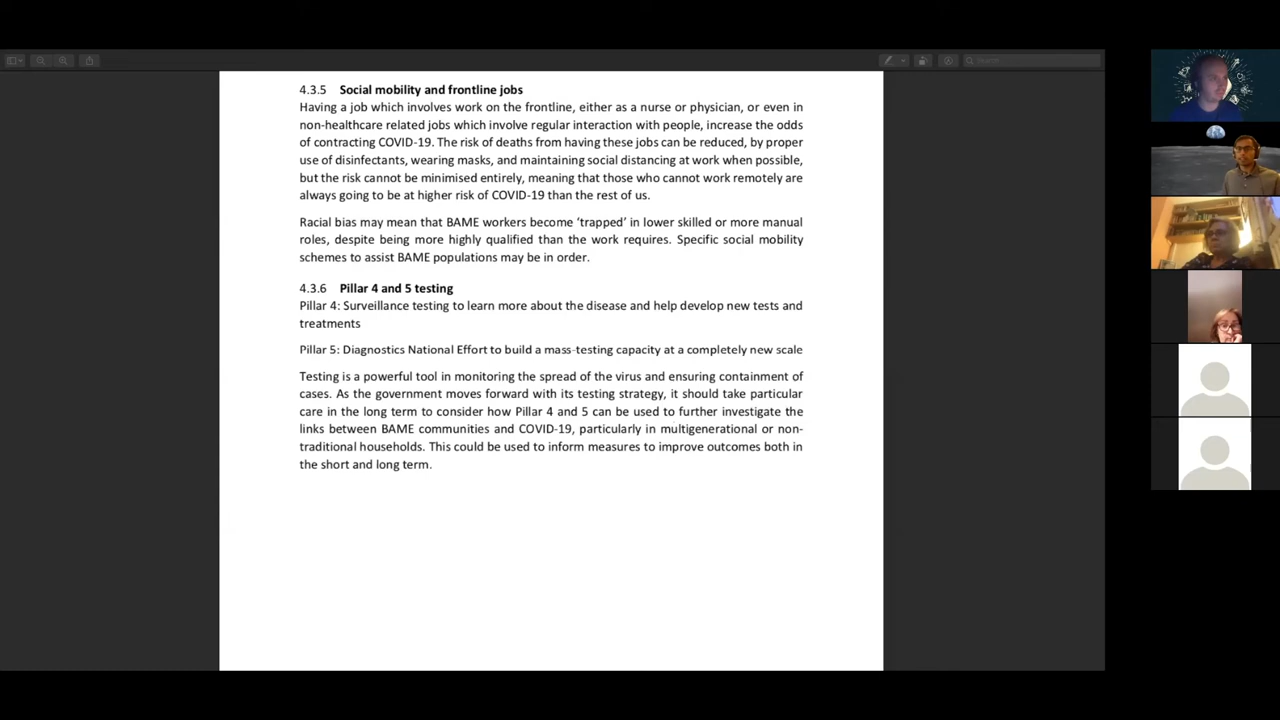 Search
4.3.5 Social mobility and frontline jobs
Having a job which involves work on the frontline, either as a nurse or physician, or even in
non-healthcare related jobs which involve regular interaction with people, increase the odds
of contracting COVID-19. The risk of deaths from having these jobs can be reduced, by proper
use of disinfectants, wearing masks, and maintaining social distancing at work when possible,
but the risk cannot be minimised entirely, meaning that those who cannot work remotely are
always going to be at higher risk of COVID-19 than the rest of us.
Racial bias may mean that BAME workers become ‘trapped’ in lower skilled or more manual
roles, despite being more highly qualified than the work requires. Specific social mobility
schemes to assist BAME populations may be in order.
4.3.6 Pillar 4 and 5 testing
Pillar 4: Surveillance testing to learn more about the disease and help develop new tests and
treatments
Pillar 5: Diagnostics National Effort to build a mass-testing capacity at a completely new scale
Testing is a powerful tool in monitoring the spread of the virus and ensuring containment of
cases. As the government moves forward with its testing strategy, it should take particular
care in the long term to consider how Pillar 4 and 5 can be used to further investigate the
links between BAME communities and COVID-19, particularly in multigenerational or non-
traditional households. This could be used to inform measures to improve outcomes both in
the short and long term.